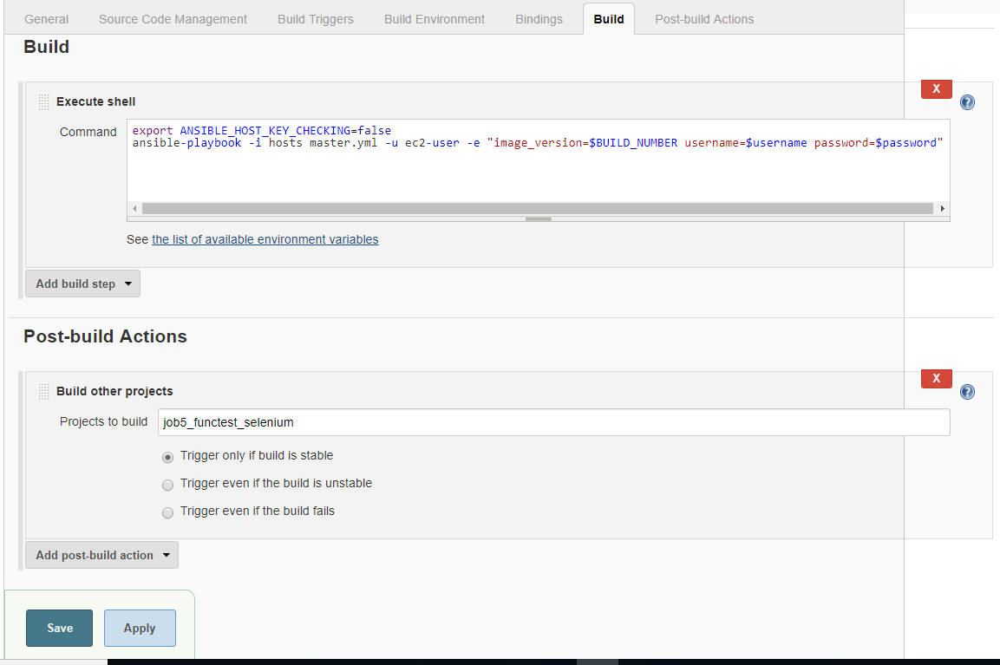 General Source Code Management Build Triggers Build Environment Bindings Build Post-build Actions
Build
X
Execute shell
?
Command
export ANSIBLE_HOST_KEY_CHECKING=false
ansible-playbook -i hosts master.yml -u ec2-user -e "image_version=$BUILD_NUMBER username=$username password=$password"
See the list of available environment variables
Add build step
Post-build Actions
X
Build other projects
?
Projects to build job5_functest_selenium
Trigger only if build is stable
Trigger even if the build is unstable
Trigger even if the build fails
Add post-build action
Save Apply